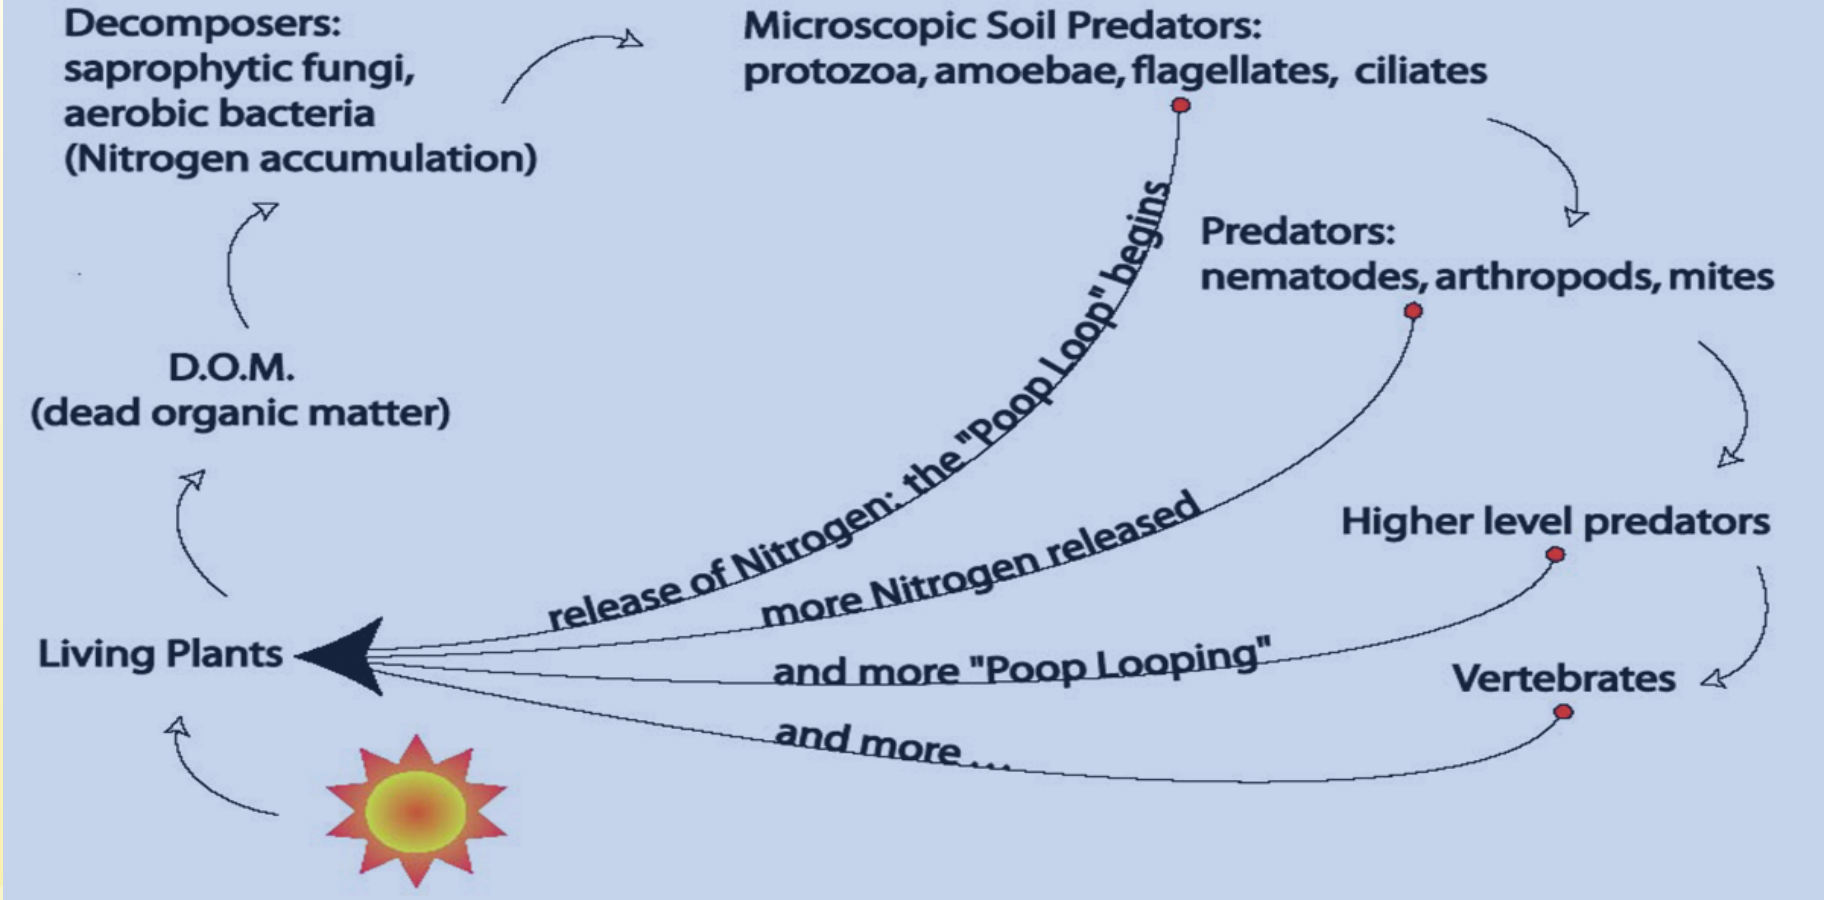 Decomposers:
saprophytic fungi,
aerobic bacteria
(Nitrogen accumulation)
Microscopic Soil Predators:
protozoa, amoebae, flagellates, ciliates
Predators:
nematodes, arthropods, mites
D.O.M.
(dead organic matter)
release of Nitrogen: the "Poop Loop" begins
more Nitrogen released
Higher level predators
Living Plants
and more "Poop Looping"
Vertebrates
and more ...